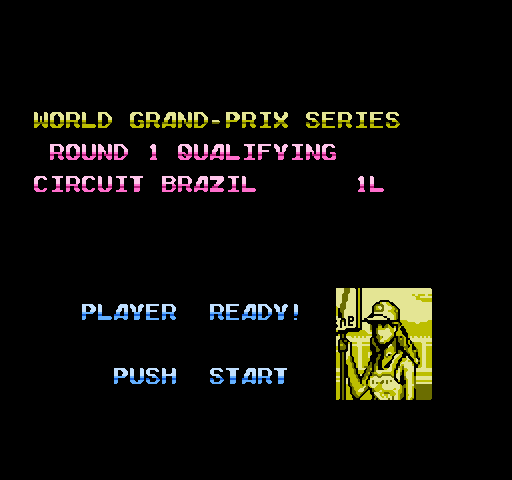 WORLD GRAND-PRIX SERIES
ROUND 1 QUALIFYING
CIRCUIT BRAZIL 1L
PLAYER READY!
PUSH START